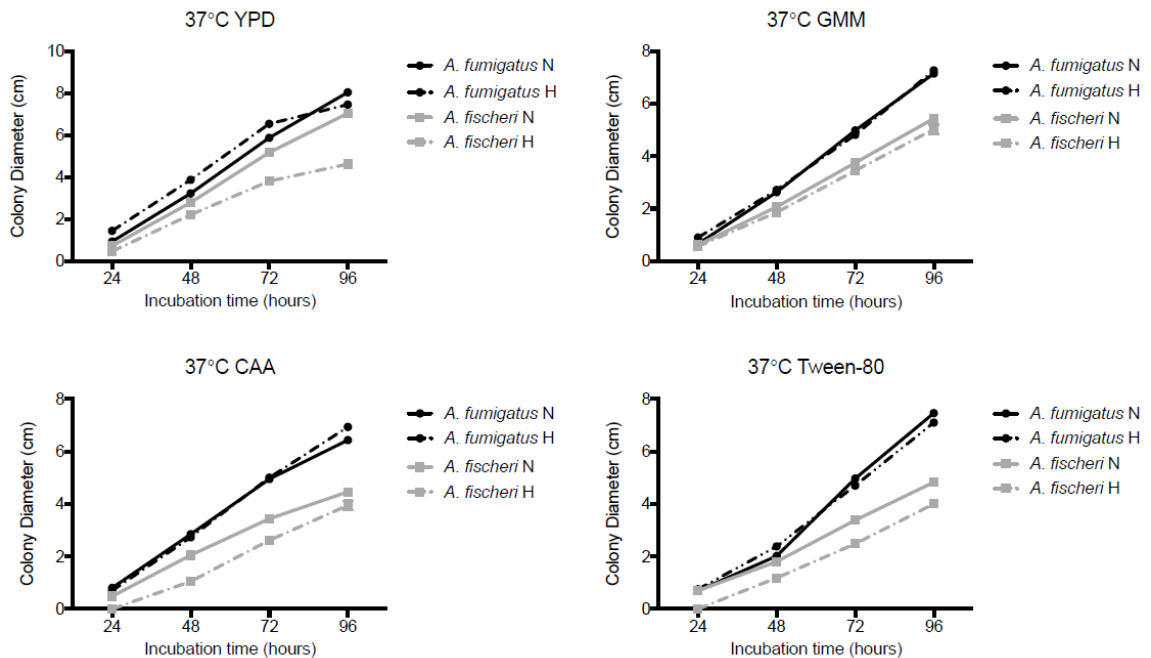 37°C YPD
Colony Diameter (cm)
10
8
6
4
2
0
24 48 72 96
Incubation time (hours)
A. fumigatus N
A. fumigatus H
A. fischeri N
A. fischeri H
37°C GMM
Colony Diameter (cm)
8
6
4
2
0
24 48 72 96
Incubation time (hours)
A. fumigatus N
A. fumigatus H
A. fischeri N
A. fischeri H
37°C CAA
Colony Diameter (cm)
8
6
4
2
0
24 48 72 96
Incubation time (hours)
A. fumigatus N
A. fumigatus H
A. fischeri N
A. fischeri H
37°C Tween-80
Colony Diameter (cm)
8
6
4
2
0
24 48 72 96
Incubation time (hours)
A. fumigatus N
A. fumigatus H
A. fischeri N
A. fischeri H